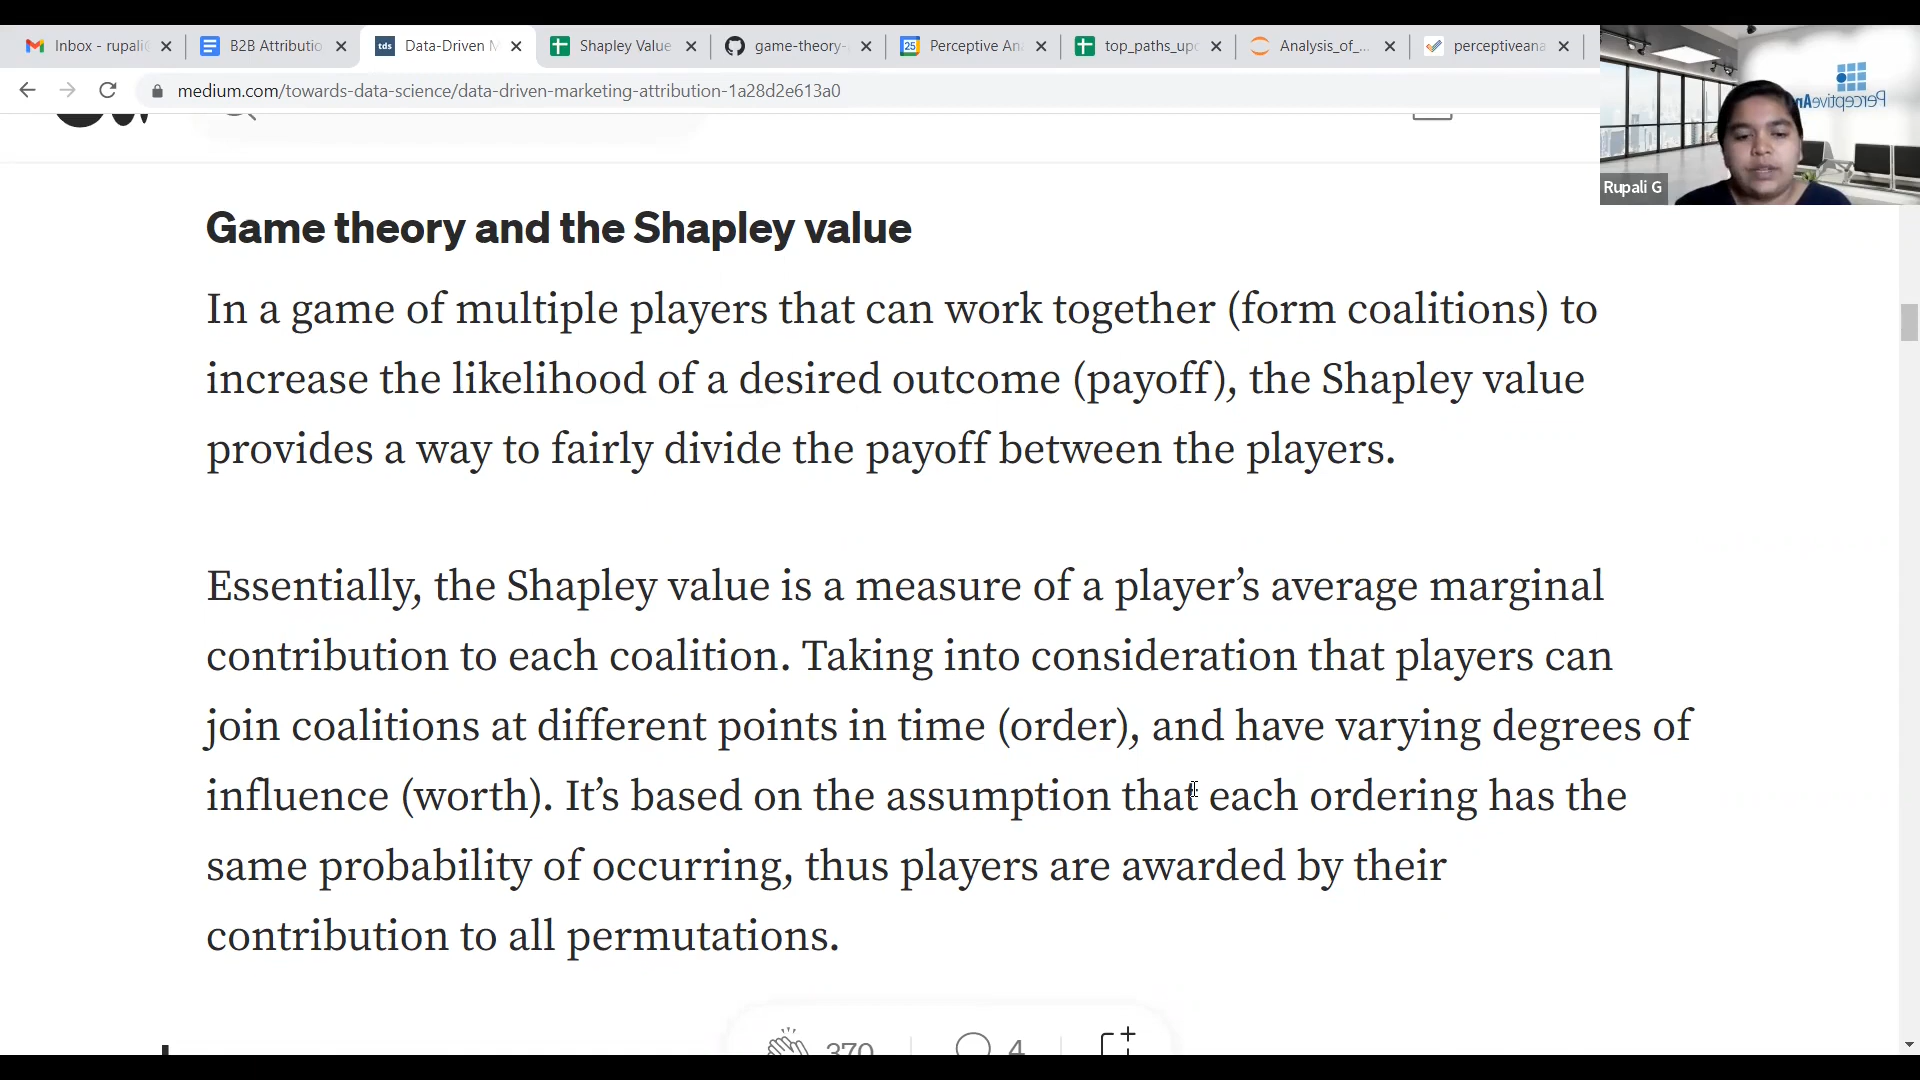 Inbox - rupali
B2B Attributio
tds Data-Driven M
Shapley Value
game-theory-
25 Perceptive An
top_paths_up
Analysis_of_...
perceptiveana
medium.com/towards-data-science/data-driven-marketing-attribution-1a28d2e613a0
Rupali G
Game theory and the Shapley value
In a game of multiple players that can work together (form coalitions) to
increase the likelihood of a desired outcome (payoff), the Shapley value
provides a way to fairly divide the payoff between the players.
Essentially, the Shapley value is a measure of a player’s average marginal
contribution to each coalition. Taking into consideration that players can
join coalitions at different points in time (order), and have varying degrees of
influence (worth). It’s based on the assumption that each ordering has the
same probability of occurring, thus players are awarded by their
contribution to all permutations.
370
4